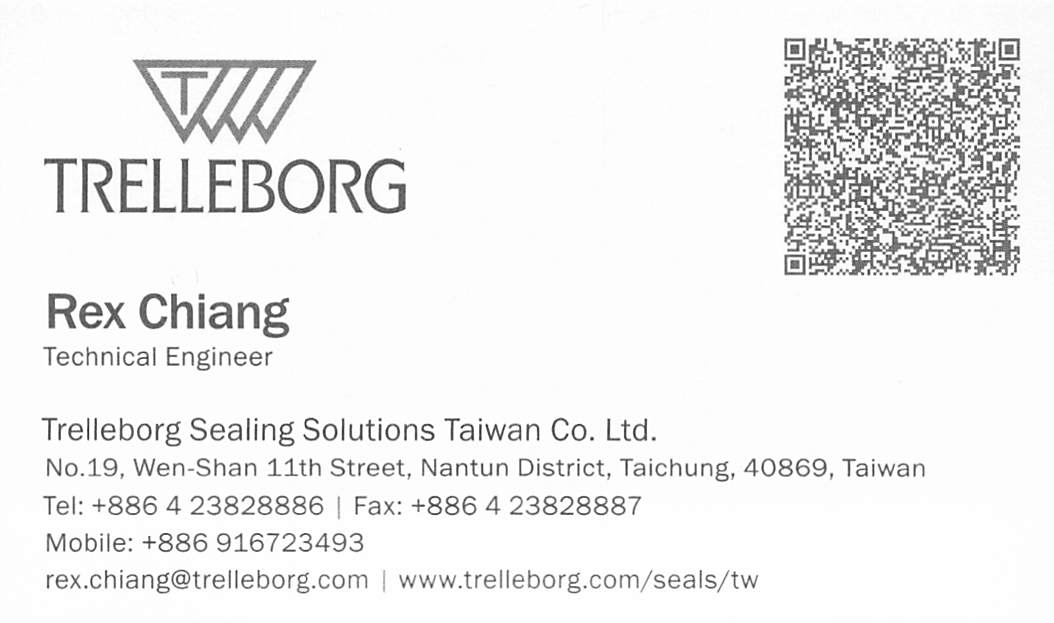 TRELLEBORG
Rex Chiang
Technical Engineer
Trelleborg Sealing Solutions Taiwan Co. Ltd.
No.19, Wen-Shan 11th Street, Nantun District, Taichung, 40869, Taiwan
Tel: +886 4 23828886 | Fax: +886 4 23828887
Mobile: +886 916723493
rex.chiang@trelleborg.com | www.trelleborg.com/seals/tw